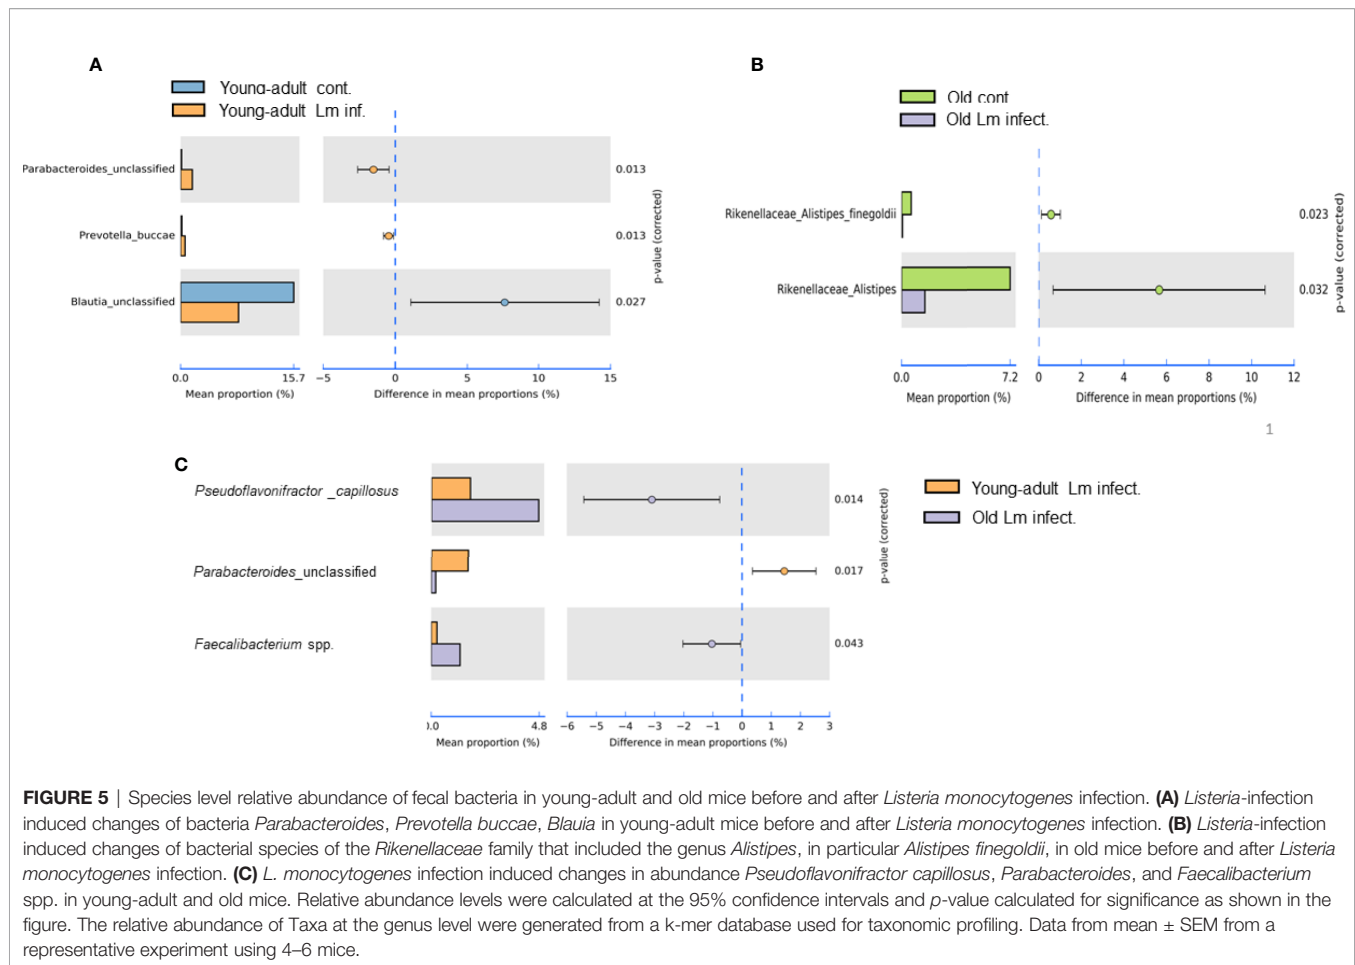 A
Young-adult cont.
Young-adult Lm inf.
Parabacteroides_unclassified
0.013
Prevotella_buccae
0.013
Blautia_unclassified
0.027
p-value (corrected)
0.0 15.7 −5 0 5 10 15
Mean proportion (%) Difference in mean proportions (%)
B
Old cont
Old Lm infect.
Rikenellaceae_Alistipes_finegoldii
0.023
Rikenellaceae_Alistipes
0.032
p-value (corrected)
0.0 7.2 0 2 4 6 8 10 12
Mean proportion (%) Difference in mean proportions (%)
1
C
Young-adult Lm infect.
Old Lm infect.
Pseudoflavonifractor _capillosus
0.014
Parabacteroides_unclassified
0.017
Faecalibacterium spp.
0.043
p-value (corrected)
0.0 4.8 −6 −5 −4 −3 −2 −1 0 1 2 3
Mean proportion (%) Difference in mean proportions (%)
FIGURE 5 | Species level relative abundance of fecal bacteria in young-adult and old mice before and after Listeria monocytogenes infection. (A) Listeria-infection
induced changes of bacteria Parabacteroides, Prevotella buccae, Blauia in young-adult mice before and after Listeria monocytogenes infection. (B) Listeria-infection
induced changes of bacterial species of the Rikenellaceae family that included the genus Alistipes, in particular Alistipes finegoldii, in old mice before and after Listeria
monocytogenes infection. (C) L. monocytogenes infection induced changes in abundance Pseudoflavonifractor capillosus, Parabacteroides, and Faecalibacterium
spp. in young-adult and old mice. Relative abundance levels were calculated at the 95% confidence intervals and p-value calculated for significance as shown in the
figure. The relative abundance of Taxa at the genus level were generated from a k-mer database used for taxonomic profiling. Data from mean ± SEM from a
representative experiment using 4–6 mice.